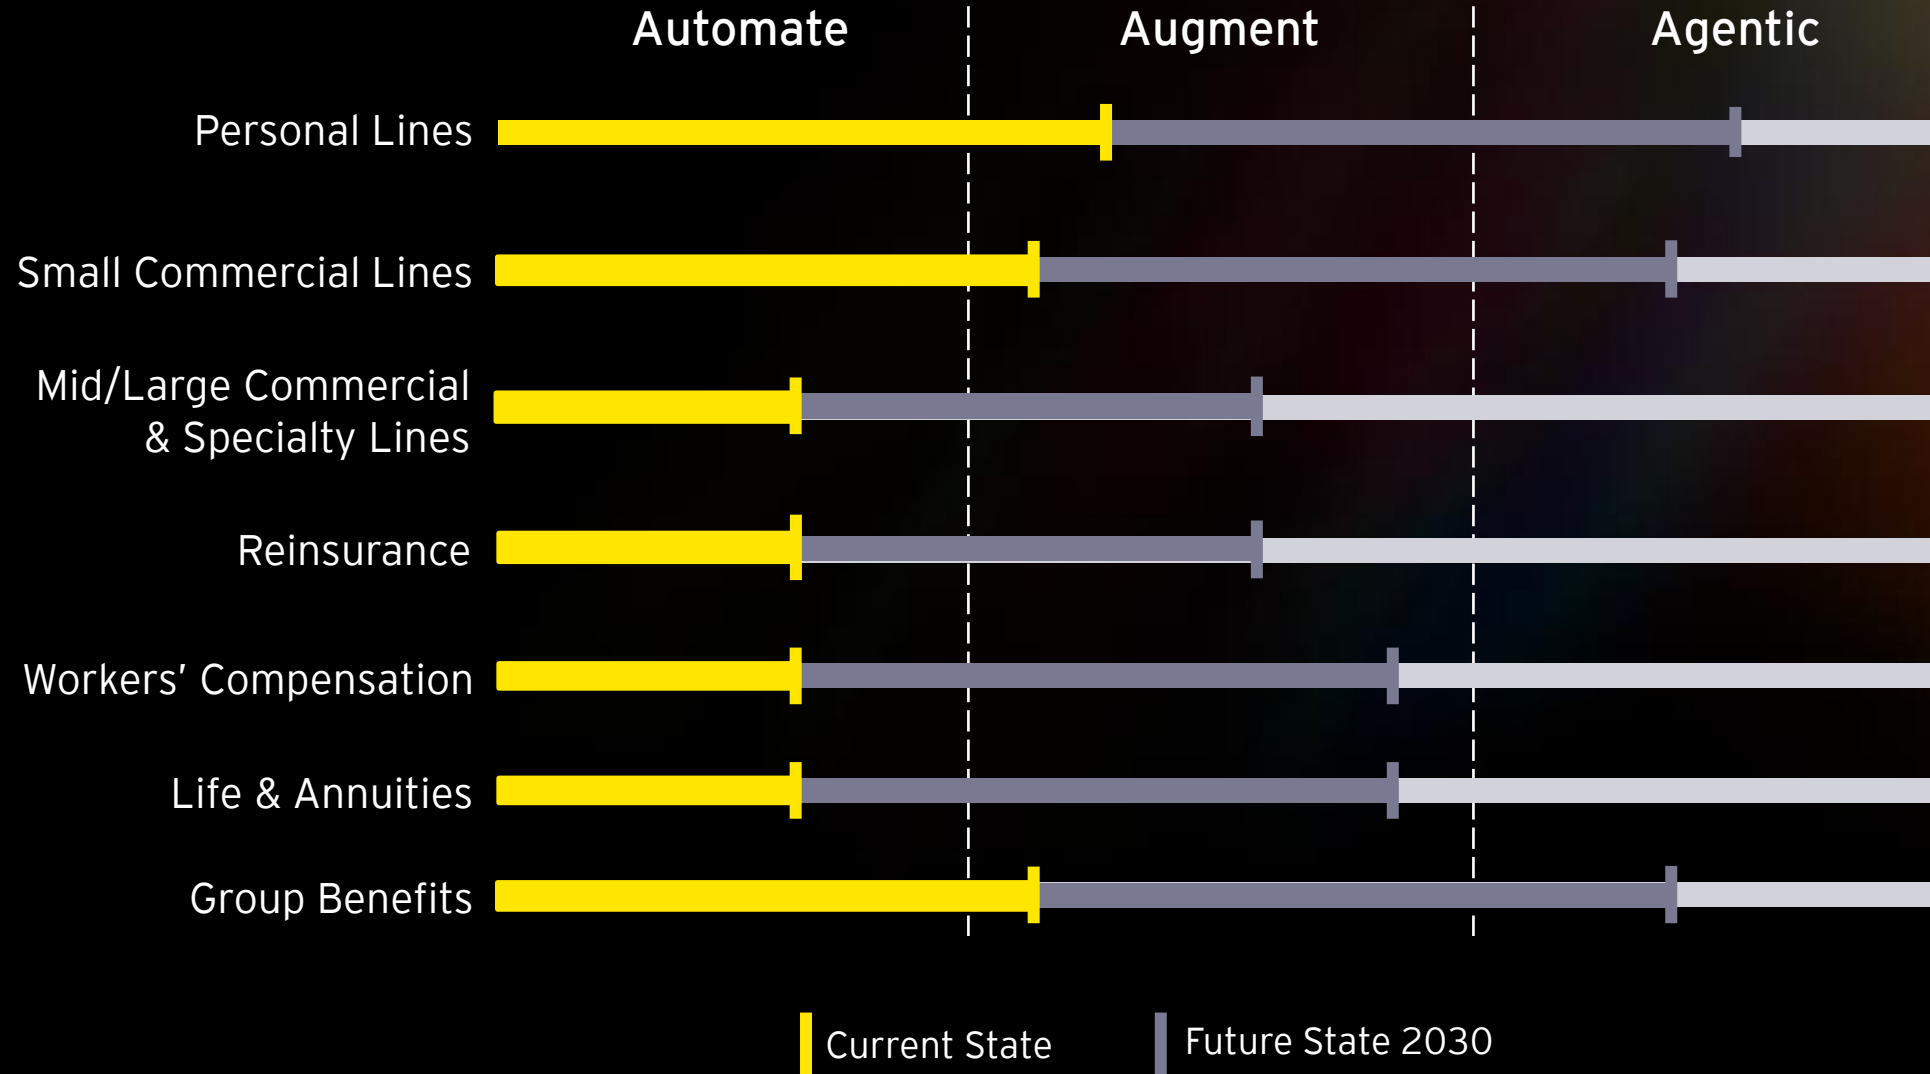 Automate
Augment
Agentic
Personal Lines
Small Commercial Lines
Mid/Large Commercial
& Specialty Lines
Reinsurance
Workers’ Compensation
Life & Annuities
Group Benefits
Current State
Future State 2030